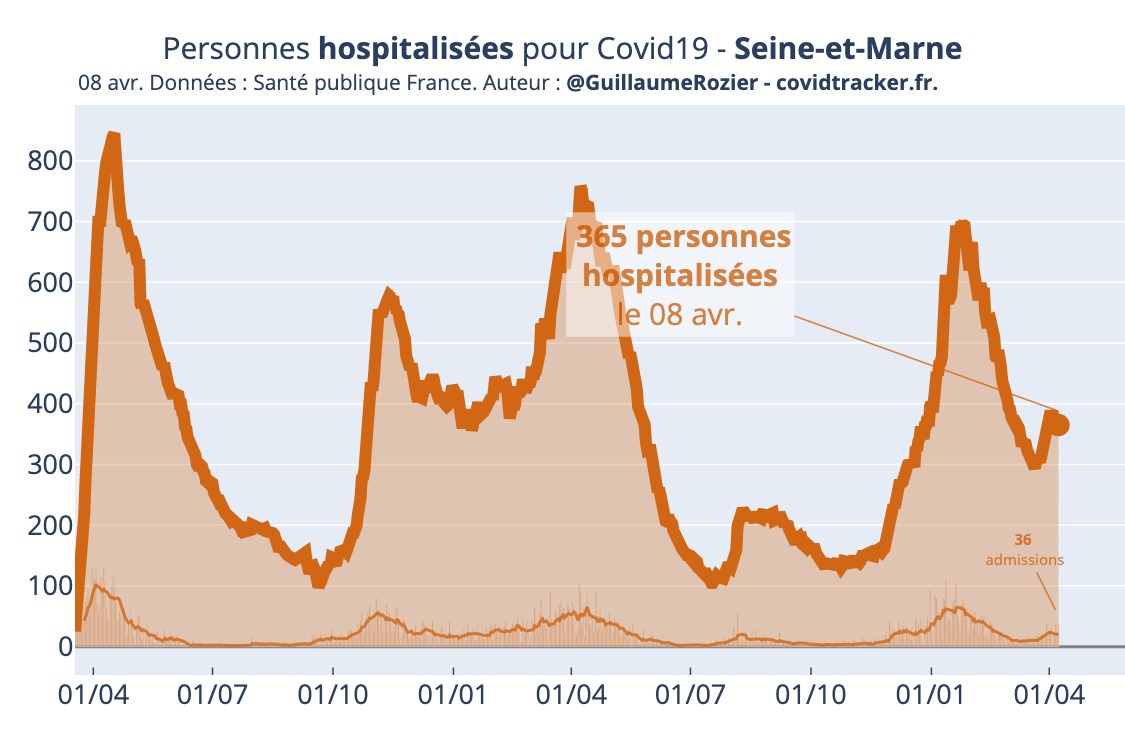 Personnes hospitalisées pour Covid19 - Seine-et-Marne
08 avr. Données : Santé publique France. Auteur : @GuillaumeRozier - covidtracker.fr.
800
700
600
500
400
300
200
100
0
365 personnes
hospitalisées
le 08 avr.
36
admissions
01/04 01/07 01/10 01/01 01/04 01/07 01/10 01/01 01/04